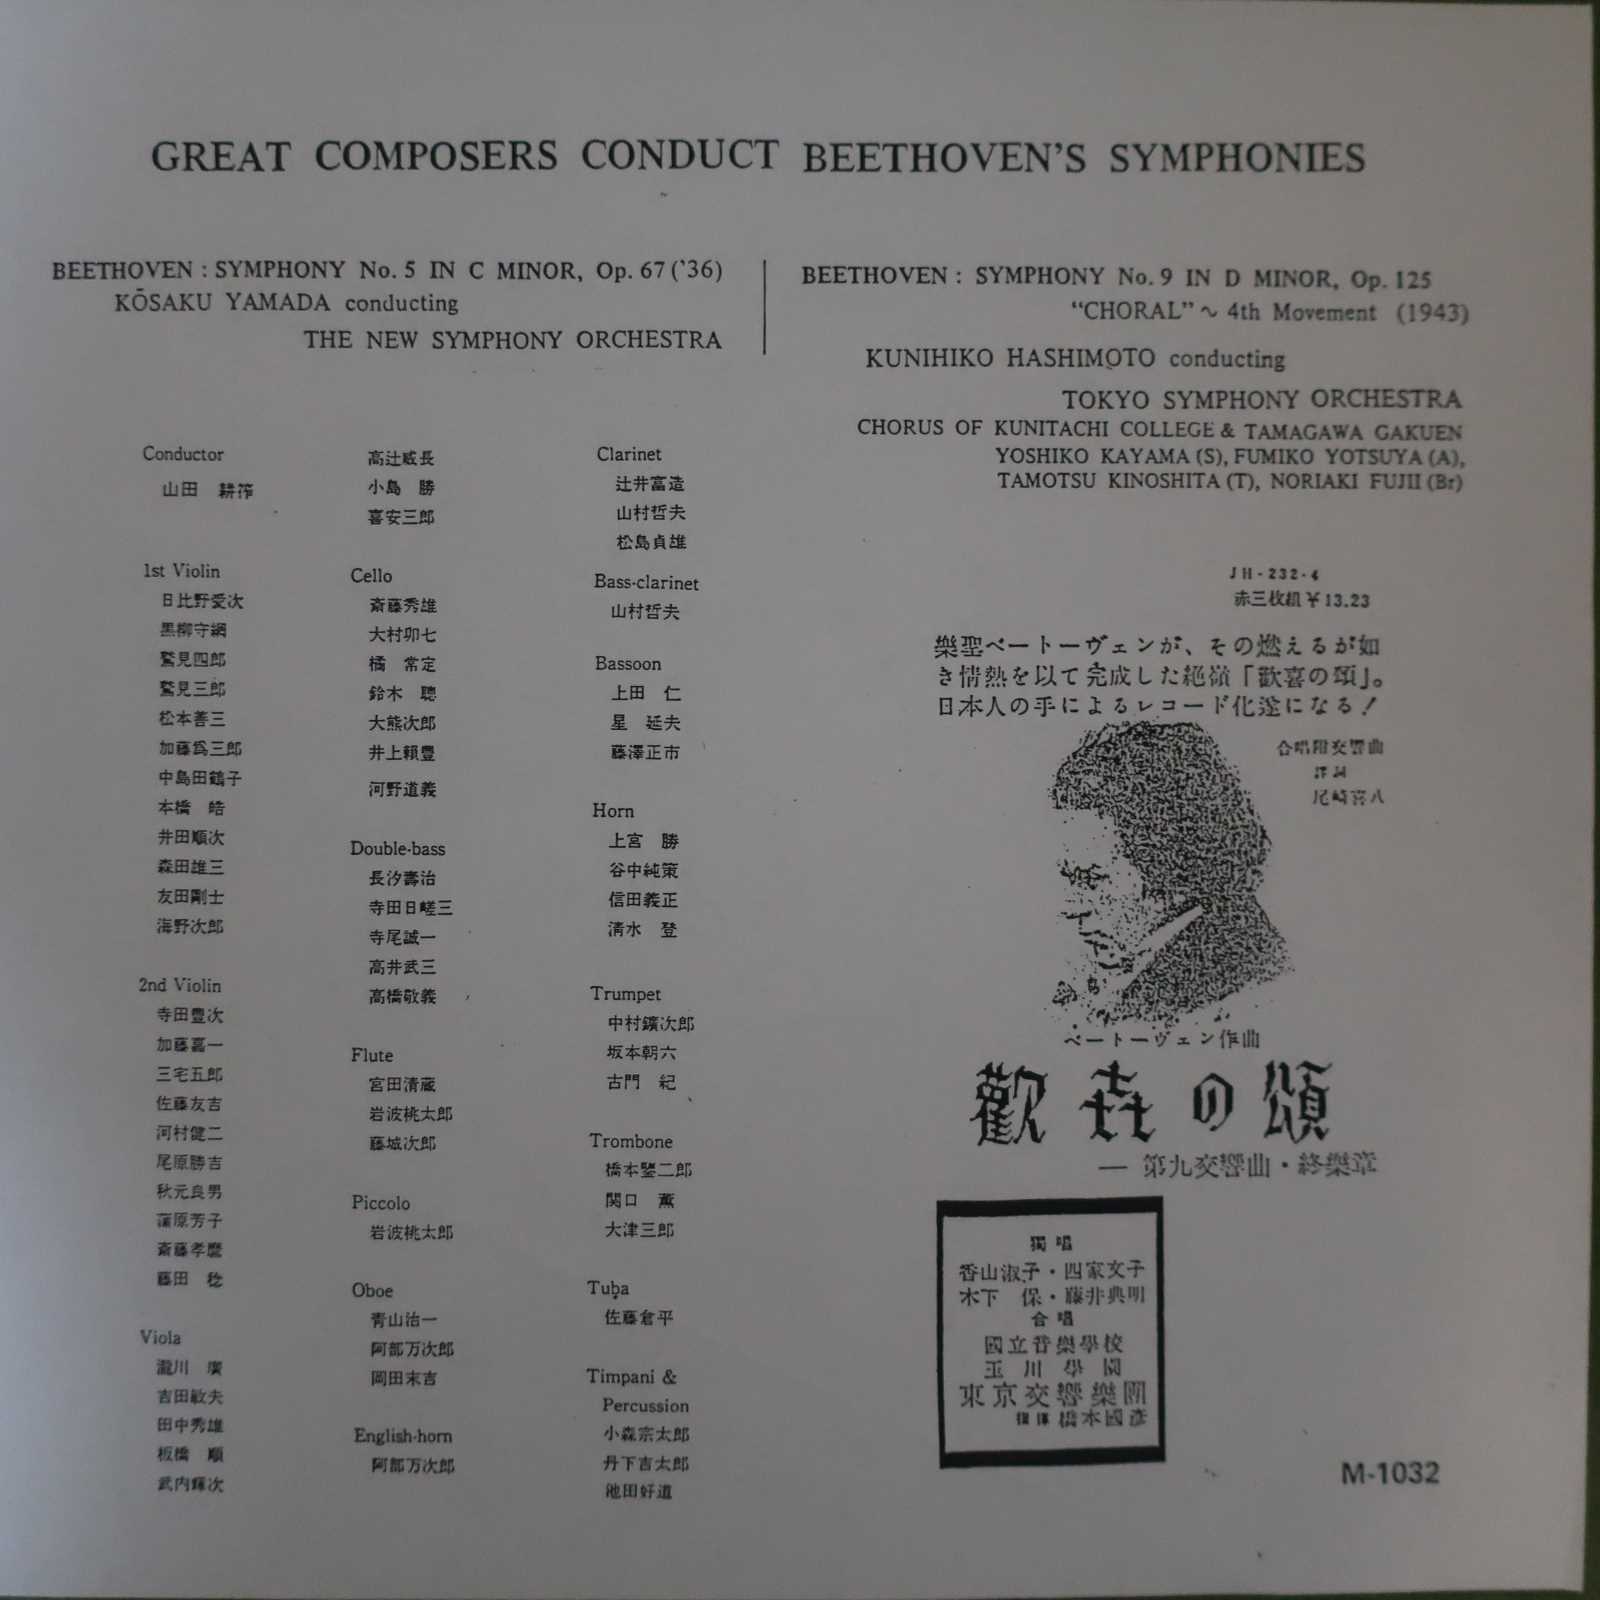 GREAT COMPOSERS CONDUCT BEETHOVEN'S SYMPHONIES
BEETHOVEN : SYMPHONY No. 5 IN C MINOR, Op. 67 ('36)
KŌSAKU YAMADA conducting
THE NEW SYMPHONY ORCHESTRA
Conductor
山田 耕筰
1st Violin
日比野愛次
黒柳守綱
鷲見四郎
鷲見三郎
松本善三
加藤爲三郎
中島田鶴子
本橋 晧
井田順次
森田雄三
友田剛士
海野次郎
2nd Violin
寺田豊次
加藤嘉一
三宅五郎
佐藤友吉
河村健二
尾原勝吉
秋元良男
蒲原芳子
斎藤孝麿
藤田 稔
Viola
瀧川 廣
吉田敏夫
田中秀雄
板橋 順
武内輝次
高辻威長
小島 勝
喜安三郎
Cello
斎藤秀雄
大村卯七
橘 常定
鈴木 聰
大熊次郎
井上頼豊
河野道義
Double-bass
長汐壽治
寺田日嵯三
寺尾誠一
高井武三
高橋敬義
Flute
宮田清蔵
岩波桃太郎
藤城次郎
Piccolo
岩波桃太郎
Oboe
青山治一
阿部万次郎
岡田末吉
English-horn
阿部万次郎
Clarinet
辻井富造
山村哲夫
松島貞雄
Bass-clarinet
山村哲夫
Bassoon
上田 仁
星 延夫
藤澤正市
Horn
上宮 勝
谷中純策
信田義正
清水 登
Trumpet
中村鑛次郎
坂本朝六
古門 紀
Trombone
橋本鑒二郎
関口 薫
大津三郎
Tuba
佐藤倉平
Timpani &
Percussion
小森宗太郎
丹下吉太郎
池田好道
BEETHOVEN : SYMPHONY No. 9 IN D MINOR, Op. 125
"CHORAL" ~ 4th Movement (1943)
KUNIHIKO HASHIMOTO conducting
TOKYO SYMPHONY ORCHESTRA
CHORUS OF KUNITACHI COLLEGE & TAMAGAWA GAKUEN
YOSHIKO KAYAMA (S), FUMIKO YOTSUYA (A),
TAMOTSU KINOSHITA (T), NORIAKI FUJII (Br)
JH-232-4
赤三枚組 ¥13.23
樂聖ベートーヴェンが、その燃えるが如
き情熱を以て完成した絶嶺「歡喜の頌」。
日本人の手によるレコード化遂になる！
合唱附交響曲
譯詞
尾崎喜八
ベートーヴェン作曲
歡㐂の頌
— 第九交響曲・終樂章
獨唱
香山淑子・四家文子
木下 保・藤井典明
合唱
國立音樂學校
玉川學園
東京交響樂團
指揮 橋本國彦
M-1032